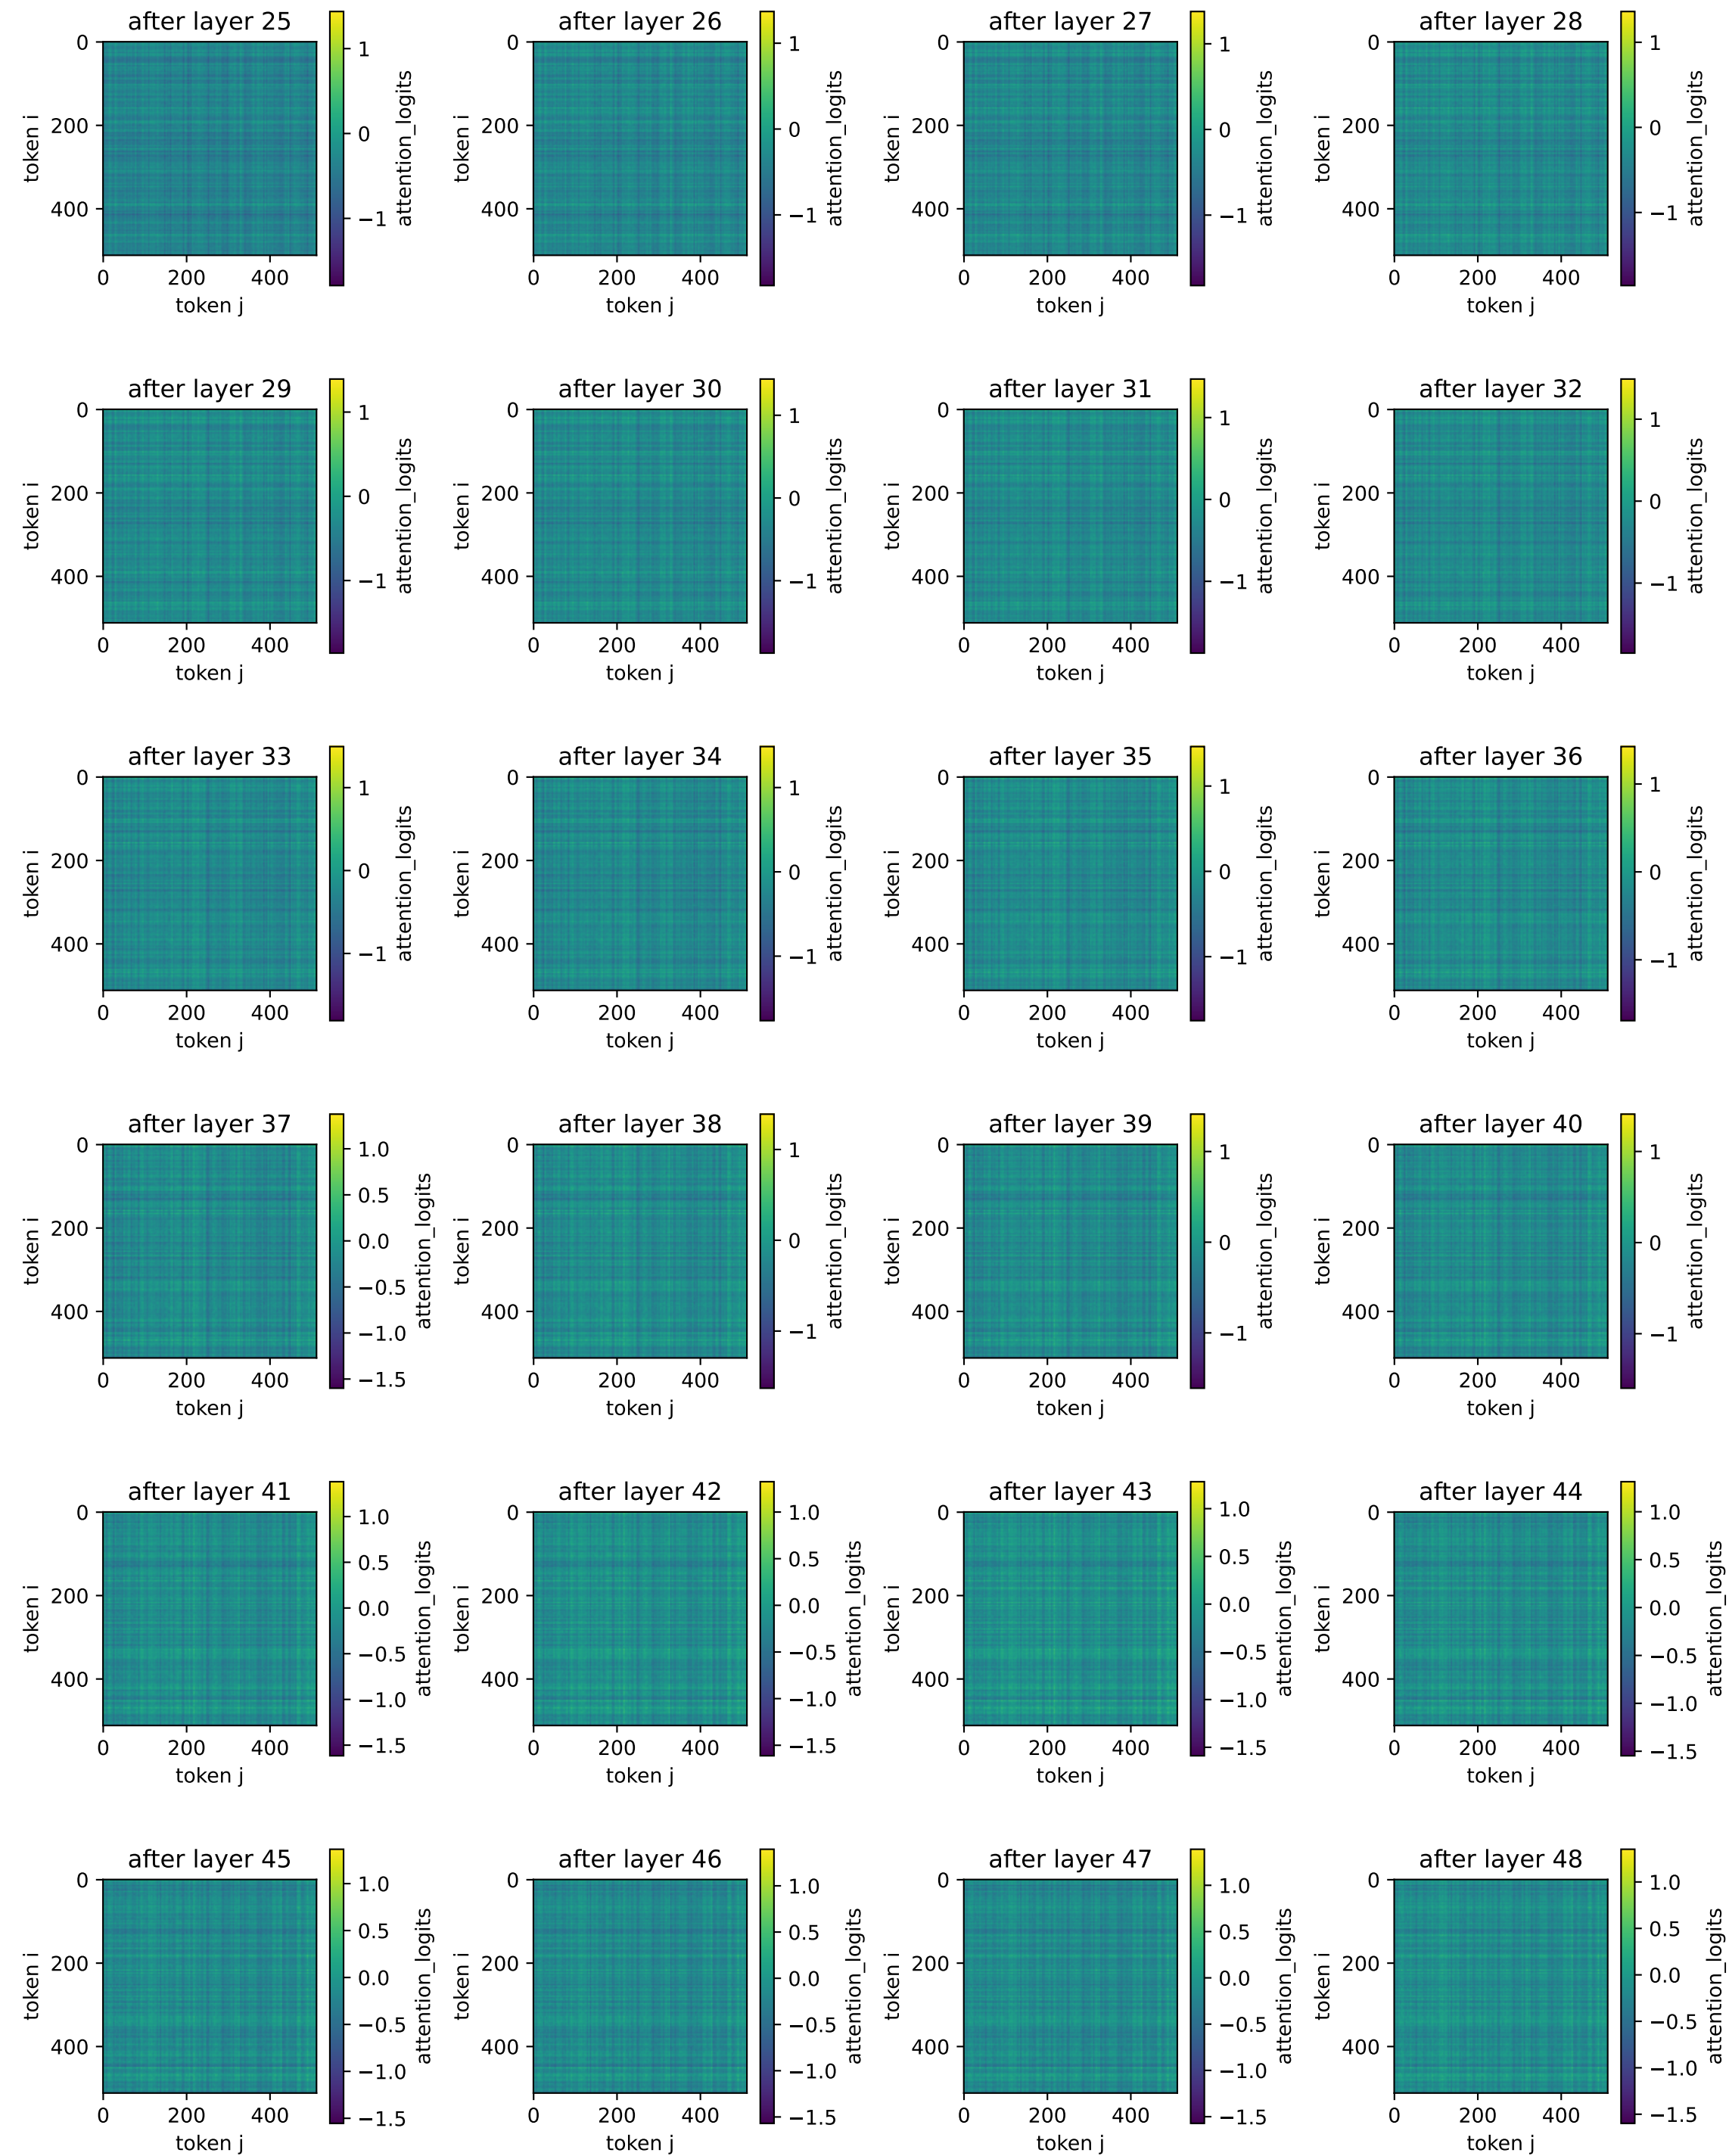 after layer 25
0
200
400
token i
0 200 400
token j
1
0
−1
attention_logits
after layer 26
0
200
400
token i
0 200 400
token j
1
0
−1
attention_logits
after layer 27
0
200
400
token i
0 200 400
token j
1
0
−1
attention_logits
after layer 28
0
200
400
token i
0 200 400
token j
1
0
−1
attention_logits
after layer 29
0
200
400
token i
0 200 400
token j
1
0
−1
attention_logits
after layer 30
0
200
400
token i
0 200 400
token j
1
0
−1
attention_logits
after layer 31
0
200
400
token i
0 200 400
token j
1
0
−1
attention_logits
after layer 32
0
200
400
token i
0 200 400
token j
1
0
−1
attention_logits
after layer 33
0
200
400
token i
0 200 400
token j
1
0
−1
attention_logits
after layer 34
0
200
400
token i
0 200 400
token j
1
0
−1
attention_logits
after layer 35
0
200
400
token i
0 200 400
token j
1
0
−1
attention_logits
after layer 36
0
200
400
token i
0 200 400
token j
1
0
−1
attention_logits
after layer 37
0
200
400
token i
0 200 400
token j
1.0
0.5
0.0
−0.5
−1.0
−1.5
attention_logits
after layer 38
0
200
400
token i
0 200 400
token j
1
0
−1
attention_logits
after layer 39
0
200
400
token i
0 200 400
token j
1
0
−1
attention_logits
after layer 40
0
200
400
token i
0 200 400
token j
1
0
−1
attention_logits
after layer 41
0
200
400
token i
0 200 400
token j
1.0
0.5
0.0
−0.5
−1.0
−1.5
attention_logits
after layer 42
0
200
400
token i
0 200 400
token j
1.0
0.5
0.0
−0.5
−1.0
−1.5
attention_logits
after layer 43
0
200
400
token i
0 200 400
token j
1.0
0.5
0.0
−0.5
−1.0
−1.5
attention_logits
after layer 44
0
200
400
token i
0 200 400
token j
1.0
0.5
0.0
−0.5
−1.0
−1.5
attention_logits
after layer 45
0
200
400
token i
0 200 400
token j
1.0
0.5
0.0
−0.5
−1.0
−1.5
attention_logits
after layer 46
0
200
400
token i
0 200 400
token j
1.0
0.5
0.0
−0.5
−1.0
−1.5
attention_logits
after layer 47
0
200
400
token i
0 200 400
token j
1.0
0.5
0.0
−0.5
−1.0
−1.5
attention_logits
after layer 48
0
200
400
token i
0 200 400
token j
1.0
0.5
0.0
−0.5
−1.0
−1.5
attention_logits